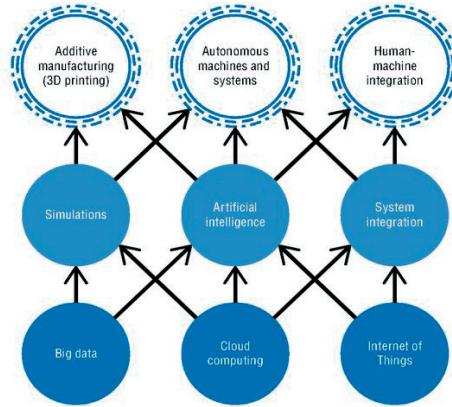 Additive
manufacturing
(3D printing)
Autonomous
machines and
systems
Human-
machine
integration
Simulations
Artificial
intelligence
System
integration
Big data
Cloud
computing
Internet of
Things